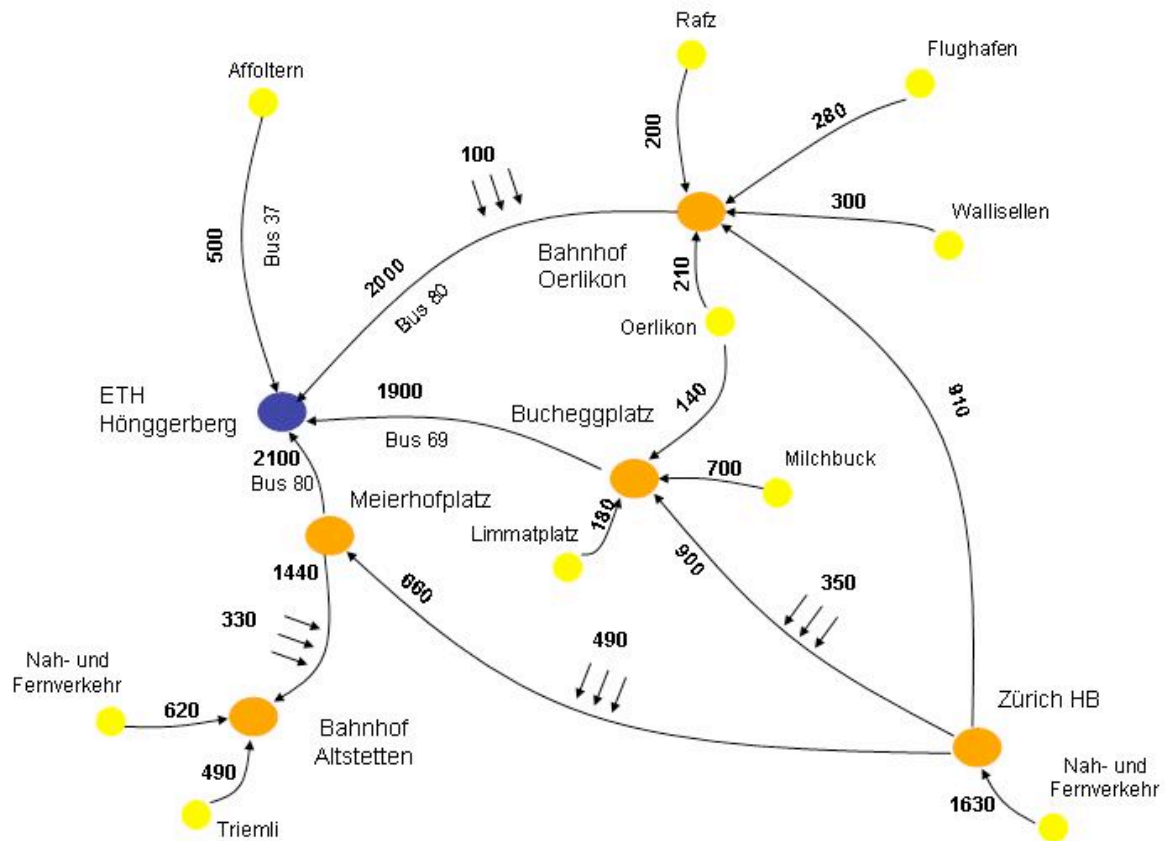 Rafz
Flughafen
Affoltern
200
280
100
300
Wallisellen
500
Bus 37
2000
Bus 80
Bahnhof
Oerlikon
210
Oerlikon
910
ETH
Hönggerberg
1900
Bus 69
Bucheggplatz
140
2100
Bus 80
Meierhofplatz
700
Milchbuck
180
Limmatplatz
900
1440
660
350
330
490
Nah- und
Fernverkehr
620
Bahnhof
Altstetten
Zürich HB
490
Triemli
Nah- und
Fernverkehr
1630